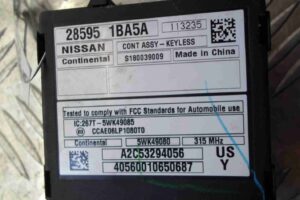 28595 1BA5A 113235
NISSAN CONT ASSY-KEYLESS
Continental S180039009 Made in China
Tested to comply with FCC Standards for Automobile use
IC:267T-5WK49085
CCAE06LP1080T0
Continental 5WK49080 315 MHz
A2C53294056 US
40560010650687 Y